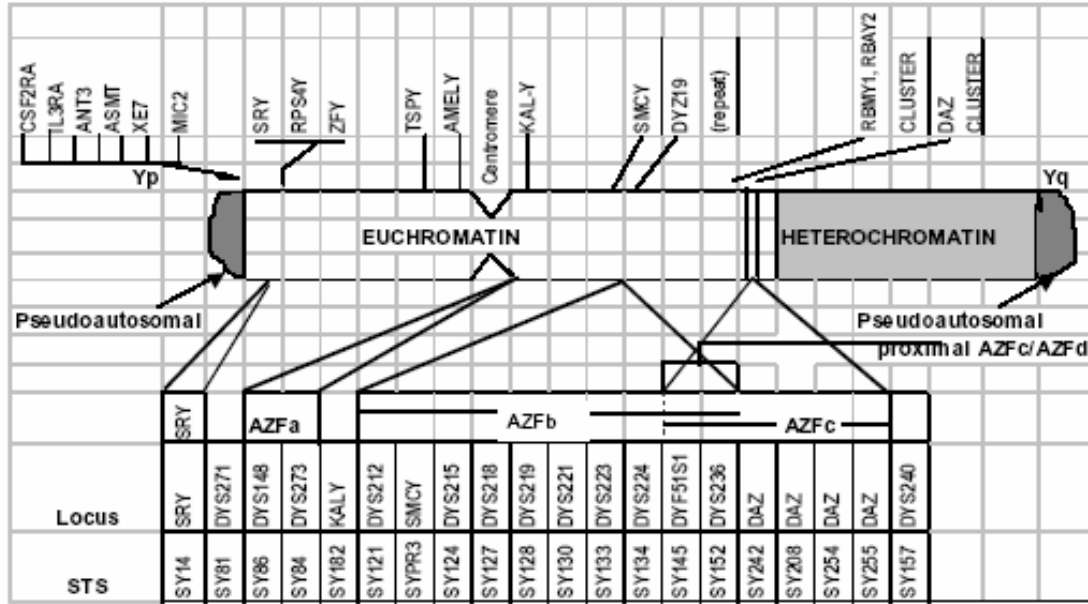 CSF2RA
IL3RA
ANT3
ASMT
XE7
MIC2
SRY
RPS4Y
ZFY
TSPY
AMELY
Centromere
KAL-Y
SMCY
DYZ19
(repeat)
RBMY1, RBAY2
CLUSTER
DAZ
CLUSTER
Yp
Yq
EUCHROMATIN
HETEROCHROMATIN
Pseudoautosomal
Pseudoautosomal
proximal AZFc/AZFd
SRY
AZFa
AZFb
AZFc
Locus
SRY
DYS271
DYS148
DYS273
KALY
DYS212
SMCY
DYS215
DYS218
DYS219
DYS221
DYS223
DYS224
DYF51S1
DYS236
DAZ
DAZ
DAZ
DAZ
DYS240
STS
SY14
SY81
SY86
SY84
SY182
SY121
SYPR3
SY124
SY127
SY128
SY130
SY133
SY134
SY145
SY152
SY242
SY208
SY254
SY255
SY157